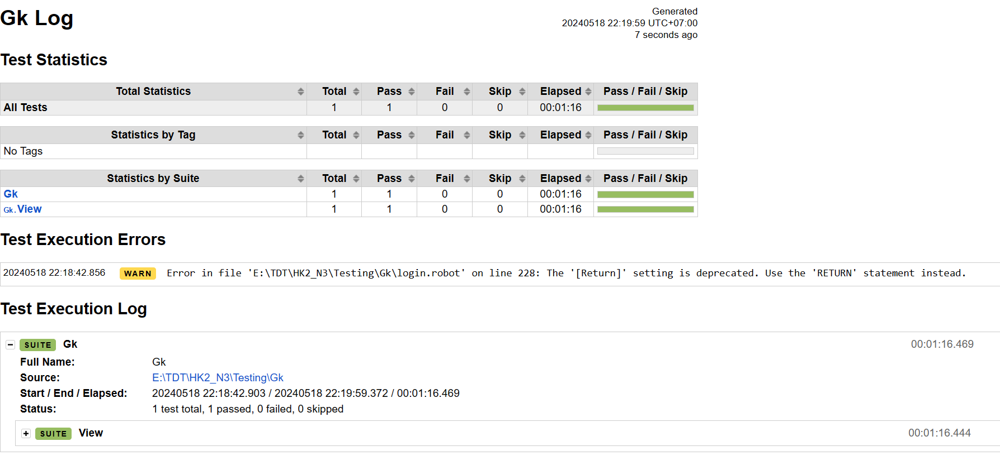 Gk Log
Generated
20240518 22:19:59 UTC+07:00
7 seconds ago
Test Statistics
Total Statistics Total Pass Fail Skip Elapsed Pass / Fail / Skip
All Tests 1 1 0 0 00:01:16
Statistics by Tag Total Pass Fail Skip Elapsed Pass / Fail / Skip
No Tags
Statistics by Suite Total Pass Fail Skip Elapsed Pass / Fail / Skip
Gk 1 1 0 0 00:01:16
Gk.View 1 1 0 0 00:01:16
Test Execution Errors
20240518 22:18:42.856 WARN Error in file 'E:\TDT\HK2_N3\Testing\Gk\login.robot' on line 228: The '[Return]' setting is deprecated. Use the 'RETURN' statement instead.
Test Execution Log
SUITE Gk 00:01:16.469
Full Name: Gk
Source: E:\TDT\HK2_N3\Testing\Gk
Start / End / Elapsed: 20240518 22:18:42.903 / 20240518 22:19:59.372 / 00:01:16.469
Status: 1 test total, 1 passed, 0 failed, 0 skipped
SUITE View 00:01:16.444